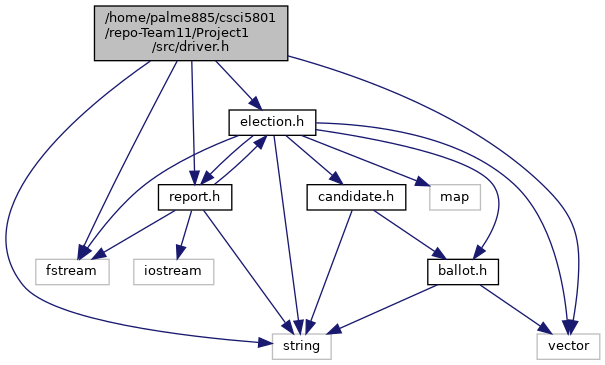 /home/palme885/csci5801
/repo-Team11/Project1
/src/driver.h
election.h
report.h
candidate.h
map
fstream
iostream
ballot.h
string
vector